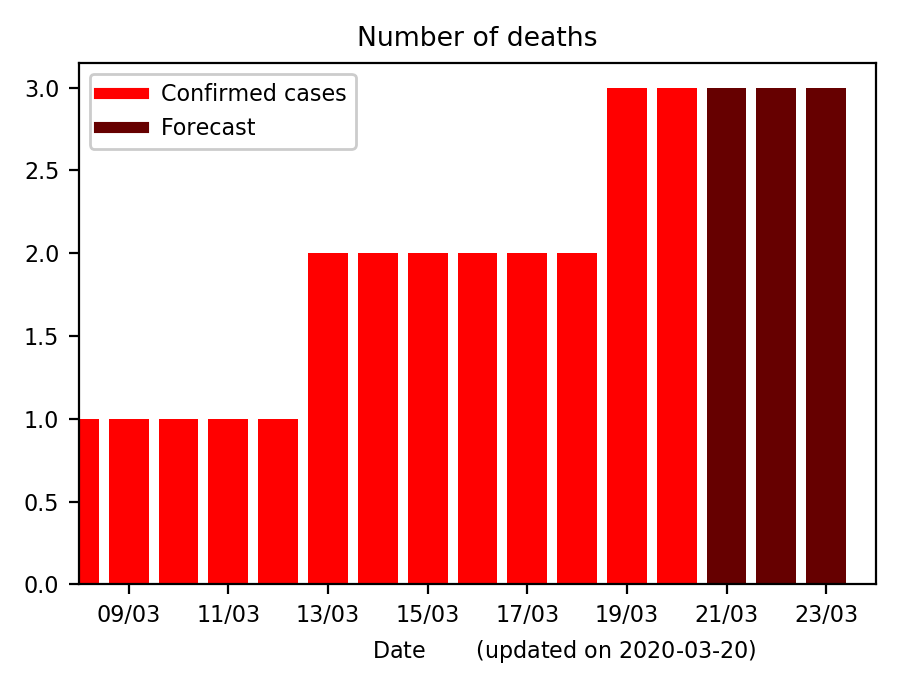 Number of deaths
Confirmed cases
Forecast
3.0
2.5
2.0
1.5
1.0
0.5
0.0
09/03 11/03 13/03 15/03 17/03 19/03 21/03 23/03
Date (updated on 2020-03-20)